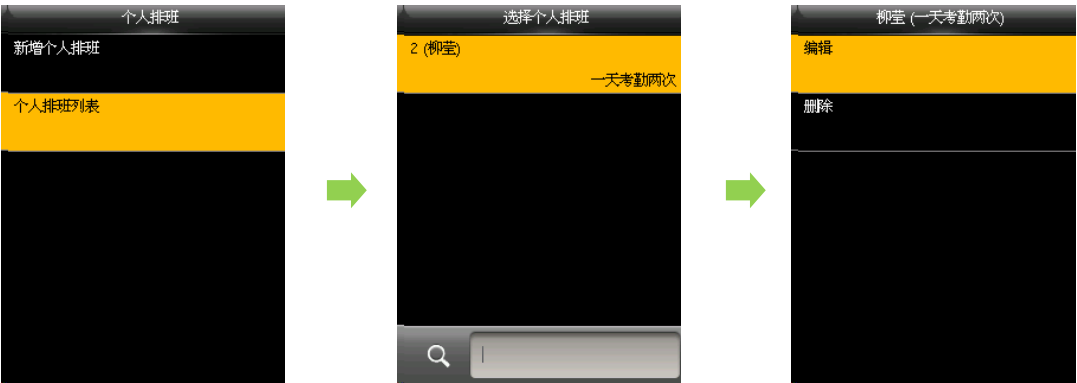 个人排班
新增个人排班
个人排班列表
选择个人排班
2 (柳莹)
一天考勤两次
柳莹 (一天考勤两次)
编辑
删除